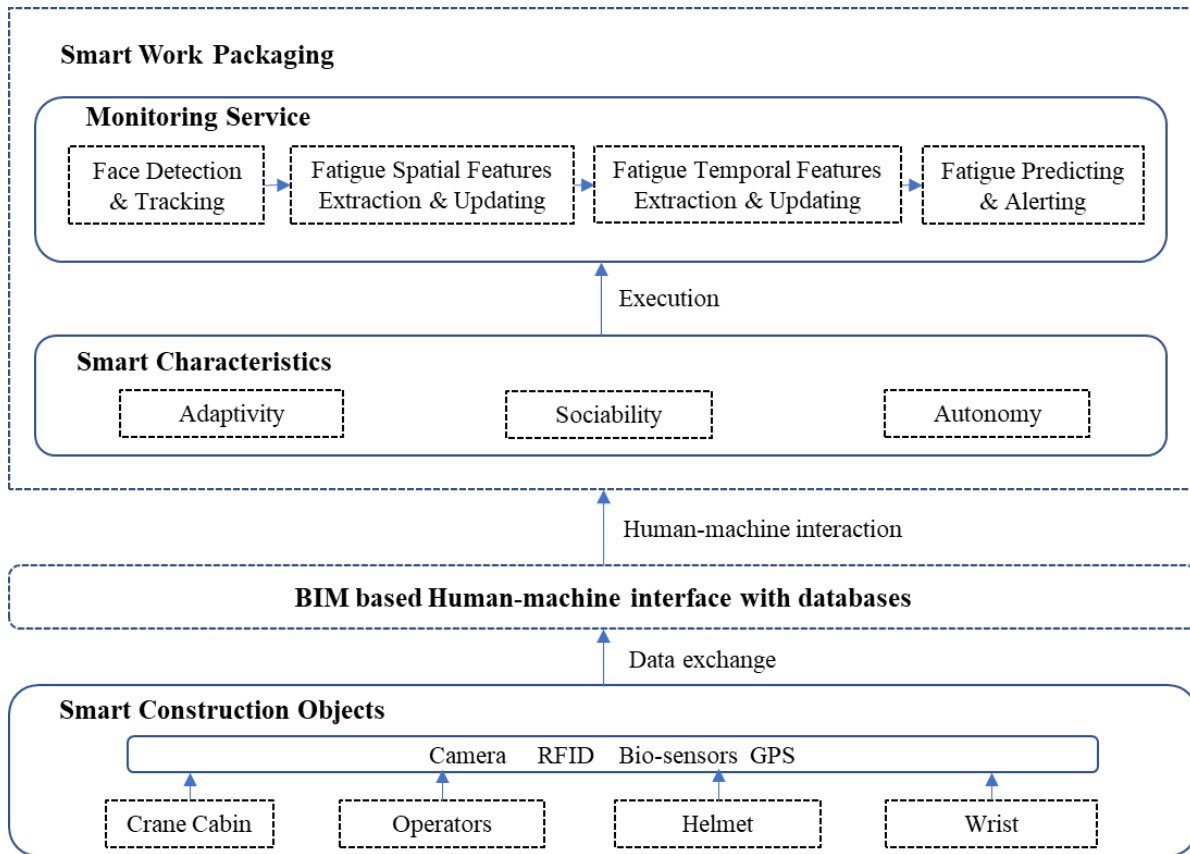 Smart Work Packaging
Monitoring Service
Face Detection
& Tracking
Fatigue Spatial Features
Extraction & Updating
Fatigue Temporal Features
Extraction & Updating
Fatigue Predicting
& Alerting
Execution
Smart Characteristics
Adaptivity
Sociability
Autonomy
Human-machine interaction
BIM based Human-machine interface with databases
Data exchange
Smart Construction Objects
Camera RFID Bio-sensors GPS
Crane Cabin
Operators
Helmet
Wrist